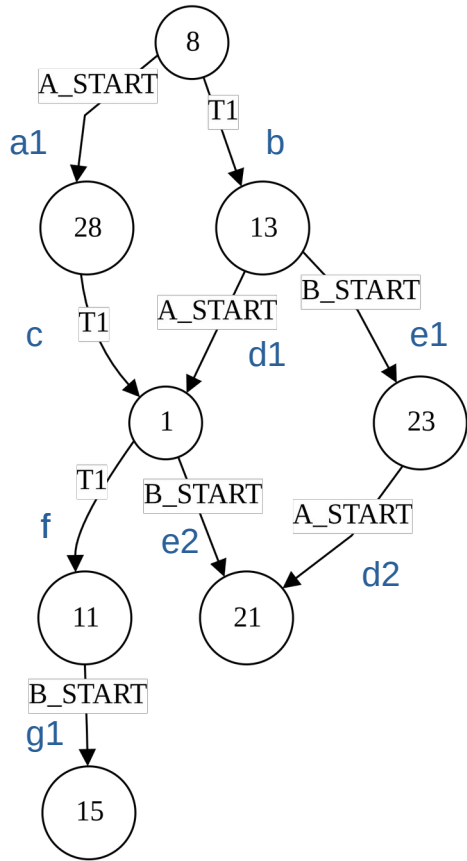 8
A_START
T1
a1
b
28
13
B_START
T1
A_START
c
d1
e1
1
23
T1
B_START
A_START
f
e2
d2
11
21
B_START
g1
15